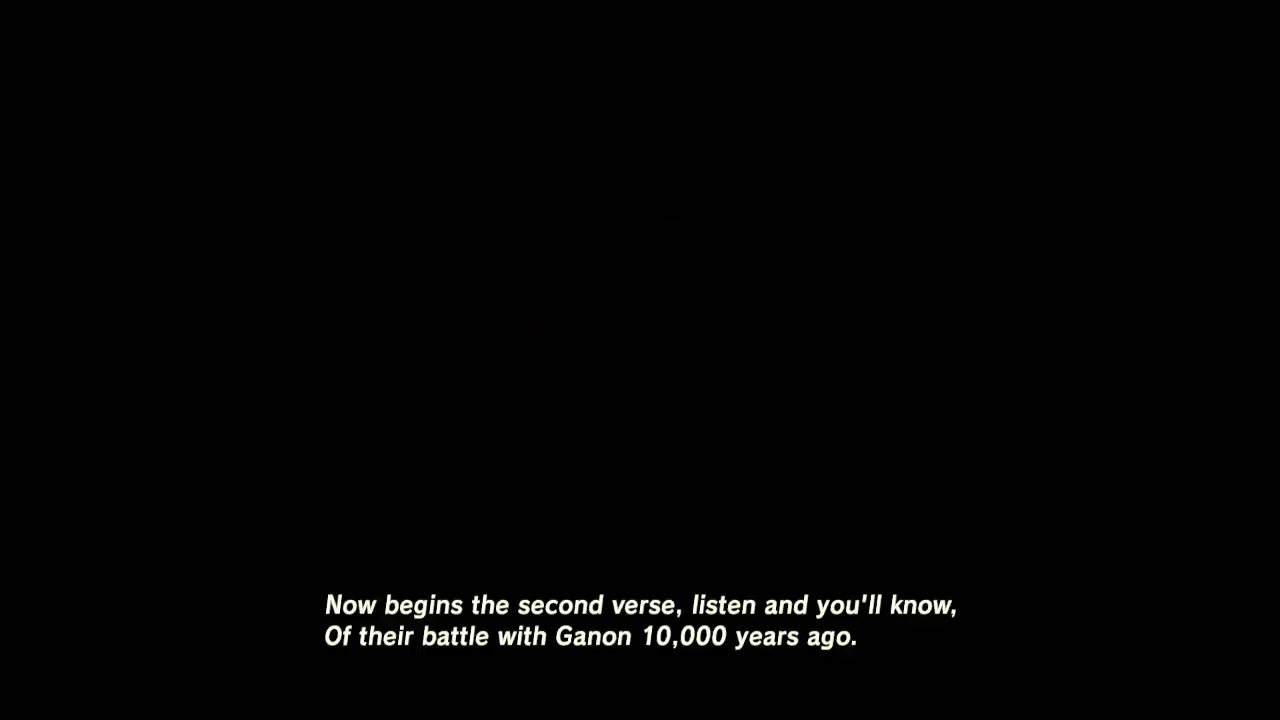 Now begins the second verse, listen and you'll know,
Of their battle with Ganon 10,000 years ago.